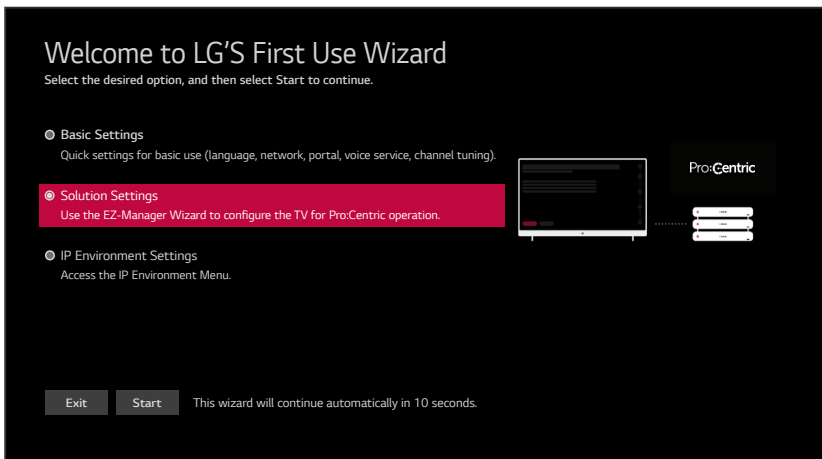 Welcome to LG'S First Use Wizard
Select the desired option, and then select Start to continue.
Basic Settings
Quick settings for basic use (language, network, portal, voice service, channel tuning).
Pro:Centric
Solution Settings
Use the EZ-Manager Wizard to configure the TV for Pro:Centric operation.
IP Environment Settings
Access the IP Environment Menu.
Exit Start This wizard will continue automatically in 10 seconds.